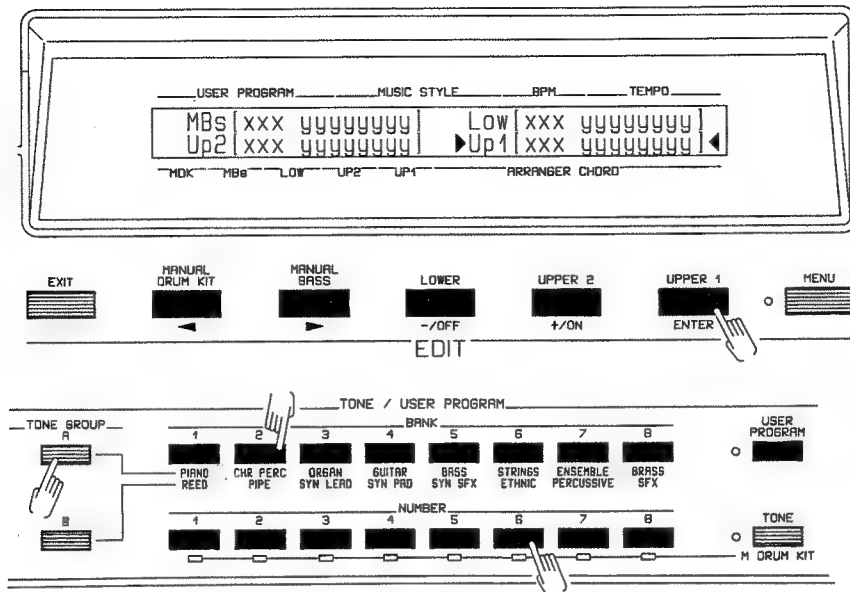 USER PROGRAM MUSIC STYLE BPM TEMPO
MBs[xxx yyyyyyyy] Low[xxx yyyyyyyy]
Up2[xxx yyyyyyyy] ▶Up1[xxx yyyyyyyy]◀
MDK MBs LOW UP2 UP1 ARRANGER CHORD
EXIT MANUAL DRUM KIT MANUAL BASS LOWER UPPER 2 UPPER 1 MENU
◀ ▶ -/OFF +/ON ENTER
EDIT
TONE / USER PROGRAM
TONE GROUP BANK USER PROGRAM
A 1 2 3 4 5 6 7 8
PIANO CHR PERC ORGAN GUITAR BASS STRINGS ENSEMBLE BRASS
REED PIPE SYN LEAD SYN PAD SYN SFX ETHNIC PERCUSSIVE SFX
NUMBER
B 1 2 3 4 5 6 7 8 TONE
M DRUM KIT